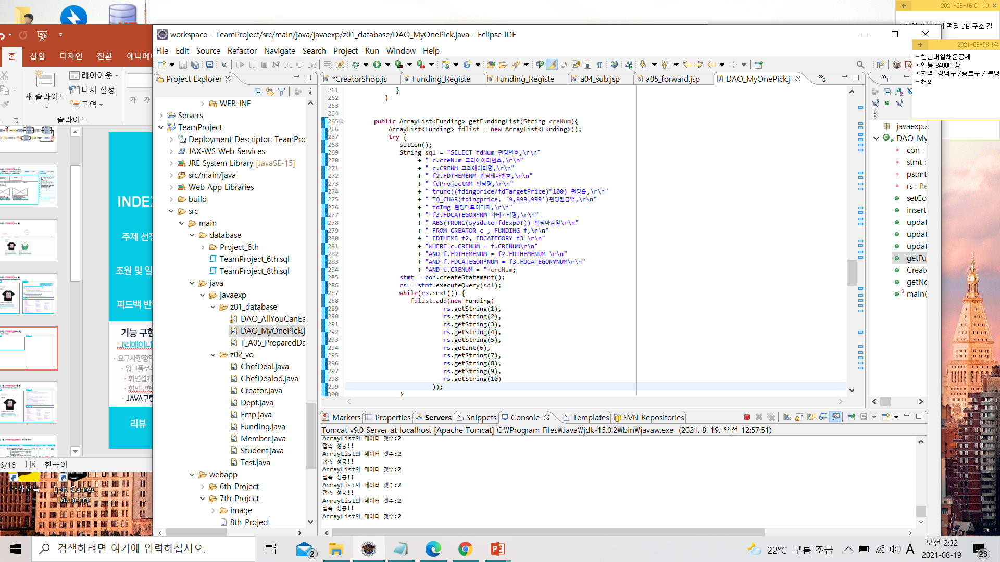 2021-08-16 01:10
펀딩 DB 구조 결
workspace - TeamProject/src/main/java/javaexp/z01_database/DAO_MyOnePick.java - Eclipse IDE
2021-08-08 14:
* 청년내일채움공제
* 연봉 3400이상
* 지역: 강남구 /종로구 / 분당
* 해외
File Edit Source Refactor Navigate Search Project Run Window Help
홈 삽입 디자인 전환 애니메이
레이아웃
다시 설정
구역
새 슬라이드
슬라이드
가 가
Project Explorer
*CreatorShop.js
Funding_Registe
Funding_Registe
a04_sub.jsp
a05_forward.jsp
DAO_MyOnePick.j
6
1
WEB-INF
Servers
TeamProject
Deployment Descriptor: TeamPro
JAX-WS Web Services
JRE System Library [JavaSE-15]
src/main/java
Web App Libraries
build
src
main
database
Project_6th
TeamProject_6th.sql
TeamProject_8th.sql
java
javaexp
z01_database
DAO_AllYouCanEa
DAO_MyOnePick.j
T_A05_PreparedDa
z02_vo
ChefDeal.java
ChefDealod.java
Creator.java
Dept.java
Emp.java
Funding.java
Member.java
Student.java
Test.java
webapp
6th_Project
7th_Project
image
8th_Project
261 }
262 }
263
264
265 public ArrayList<Funding> getFundingList(String creNum){
266 ArrayList<Funding> fdlist = new ArrayList<Funding>();
267 try {
268 setCon();
269 String sql = "SELECT fdNum 펀딩번호,\r\n"
270 + " c.creNum 크리에이터번호,\r\n"
271 + " c.CRENM 크리에이터명,\r\n"
272 + " f2.FDTHEMENM 펀딩테마번호,\r\n"
273 + " fdProjectNM 펀딩명,\r\n"
274 + " trunc((fdingprice/fdTargetPrice)*100) 펀딩율,\r\n"
275 + " TO_CHAR(fdingprice, '9,999,999')펀딩된금액,\r\n"
276 + " fdImg 펀딩대표이미지,\r\n"
277 + " f3.FDCATEGORYNM 카테고리명,\r\n"
278 + " ABS(TRUNC(sysdate-fdExpDT)) 펀딩마감일\r\n"
279 + " FROM CREATOR c , FUNDING f,\r\n"
280 + " FDTHEME f2, FDCATEGORY f3 \r\n"
281 + "WHERE c.CRENUM = f.CRENUM\r\n"
282 + "AND f.FDTHEMENUM = f2.FDTHEMENUM \r\n"
283 + "AND f.FDCATEGORYNUM = f3.FDCATEGORYNUM\r\n"
284 + "AND c.CRENUM = "+creNum;
285 stmt = con.createStatement();
286 rs = stmt.executeQuery(sql);
287 while(rs.next()) {
288 fdlist.add(new Funding(
289 rs.getString(1),
290 rs.getString(2),
291 rs.getString(3),
292 rs.getString(4),
293 rs.getString(5),
294 rs.getInt(6),
295 rs.getString(7),
296 rs.getString(8),
297 rs.getString(9),
298 rs.getString(10)
299 ));
300 }
javaexp.z
DAO_My
con :
stmt :
pstmt
rs : Re
setCo
insert
updat
updat
updat
getFu
Create
getNo
main(
INDEX
주제 선정
조원 및 일
피드백 반영
기능 구현
크리에이터
· 요구사항정의
· 워크플로우
· 화면설계
· 화면구현
· JAVA구현
리뷰
6/16 한국어
Markers Properties Servers Snippets Console Templates SVN Repositories
Tomcat v9.0 Server at localhost [Apache Tomcat] C:₩Program Files₩Java₩jdk-15.0.2₩bin₩javaw.exe (2021. 8. 19. 오전 12:57:51)
ArrayList의 데이터 갯수:2
접속 성공!!
ArrayList의 데이터 갯수:2
접속 성공!!
ArrayList의 데이터 갯수:2
접속 성공!!
ArrayList의 데이터 갯수:2
접속 성공!!
ArrayList의 데이터 갯수:2
접속 성공!!
ArrayList의 데이터 갯수:2
카카오톡
Epic Games
Launcher
검색하려면 여기에 입력하십시오.
2
22°C 구름 조금
A
오전 2:32
2021-08-19
23